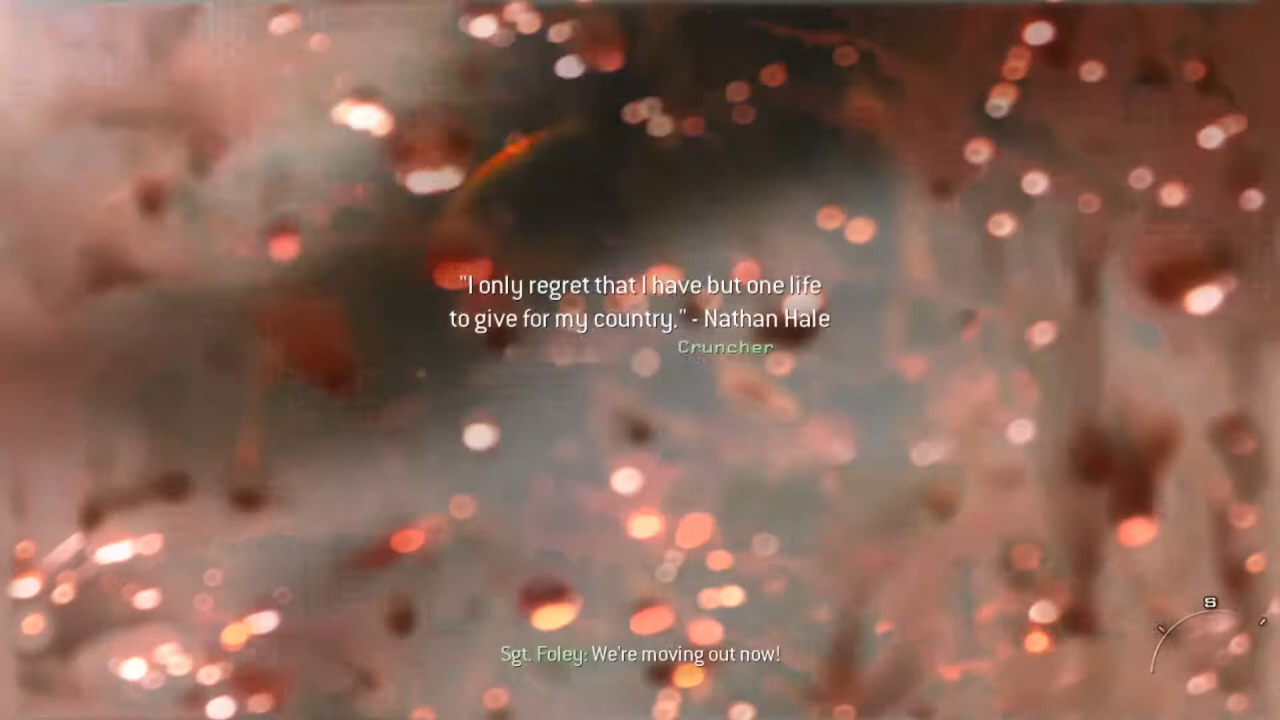 "I only regret that I have but one life
to give for my country." - Nathan Hale
Cruncher
Sgt. Foley: We're moving out now!
S